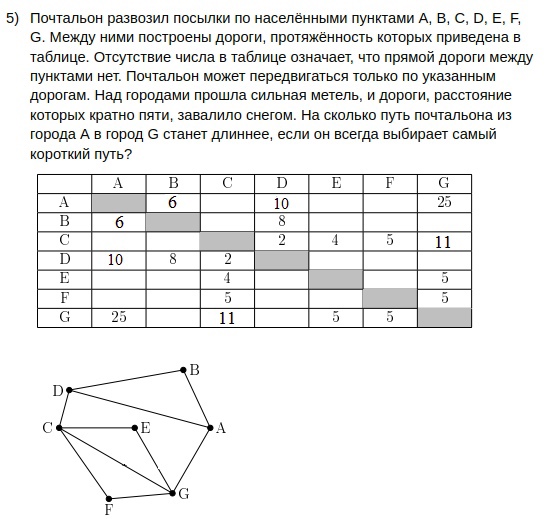 5) Почтальон развозил посылки по населённым пунктами A, B, C, D, E, F,
G. Между ними построены дороги, протяжённость которых приведена в
таблице. Отсутствие числа в таблице означает, что прямой дороги между
пунктами нет. Почтальон может передвигаться только по указанным
дорогам. Над городами прошла сильная метель, и дороги, расстояние
которых кратно пяти, завалило снегом. На сколько путь почтальона из
города A в город G станет длиннее, если он всегда выбирает самый
короткий путь?
A B C D E F G
A 6 10 25
B 6 8
C 2 4 5 11
D 10 8 2
E 4 5
F 5 5
G 25 11 5 5
B
D
C E A
G
F